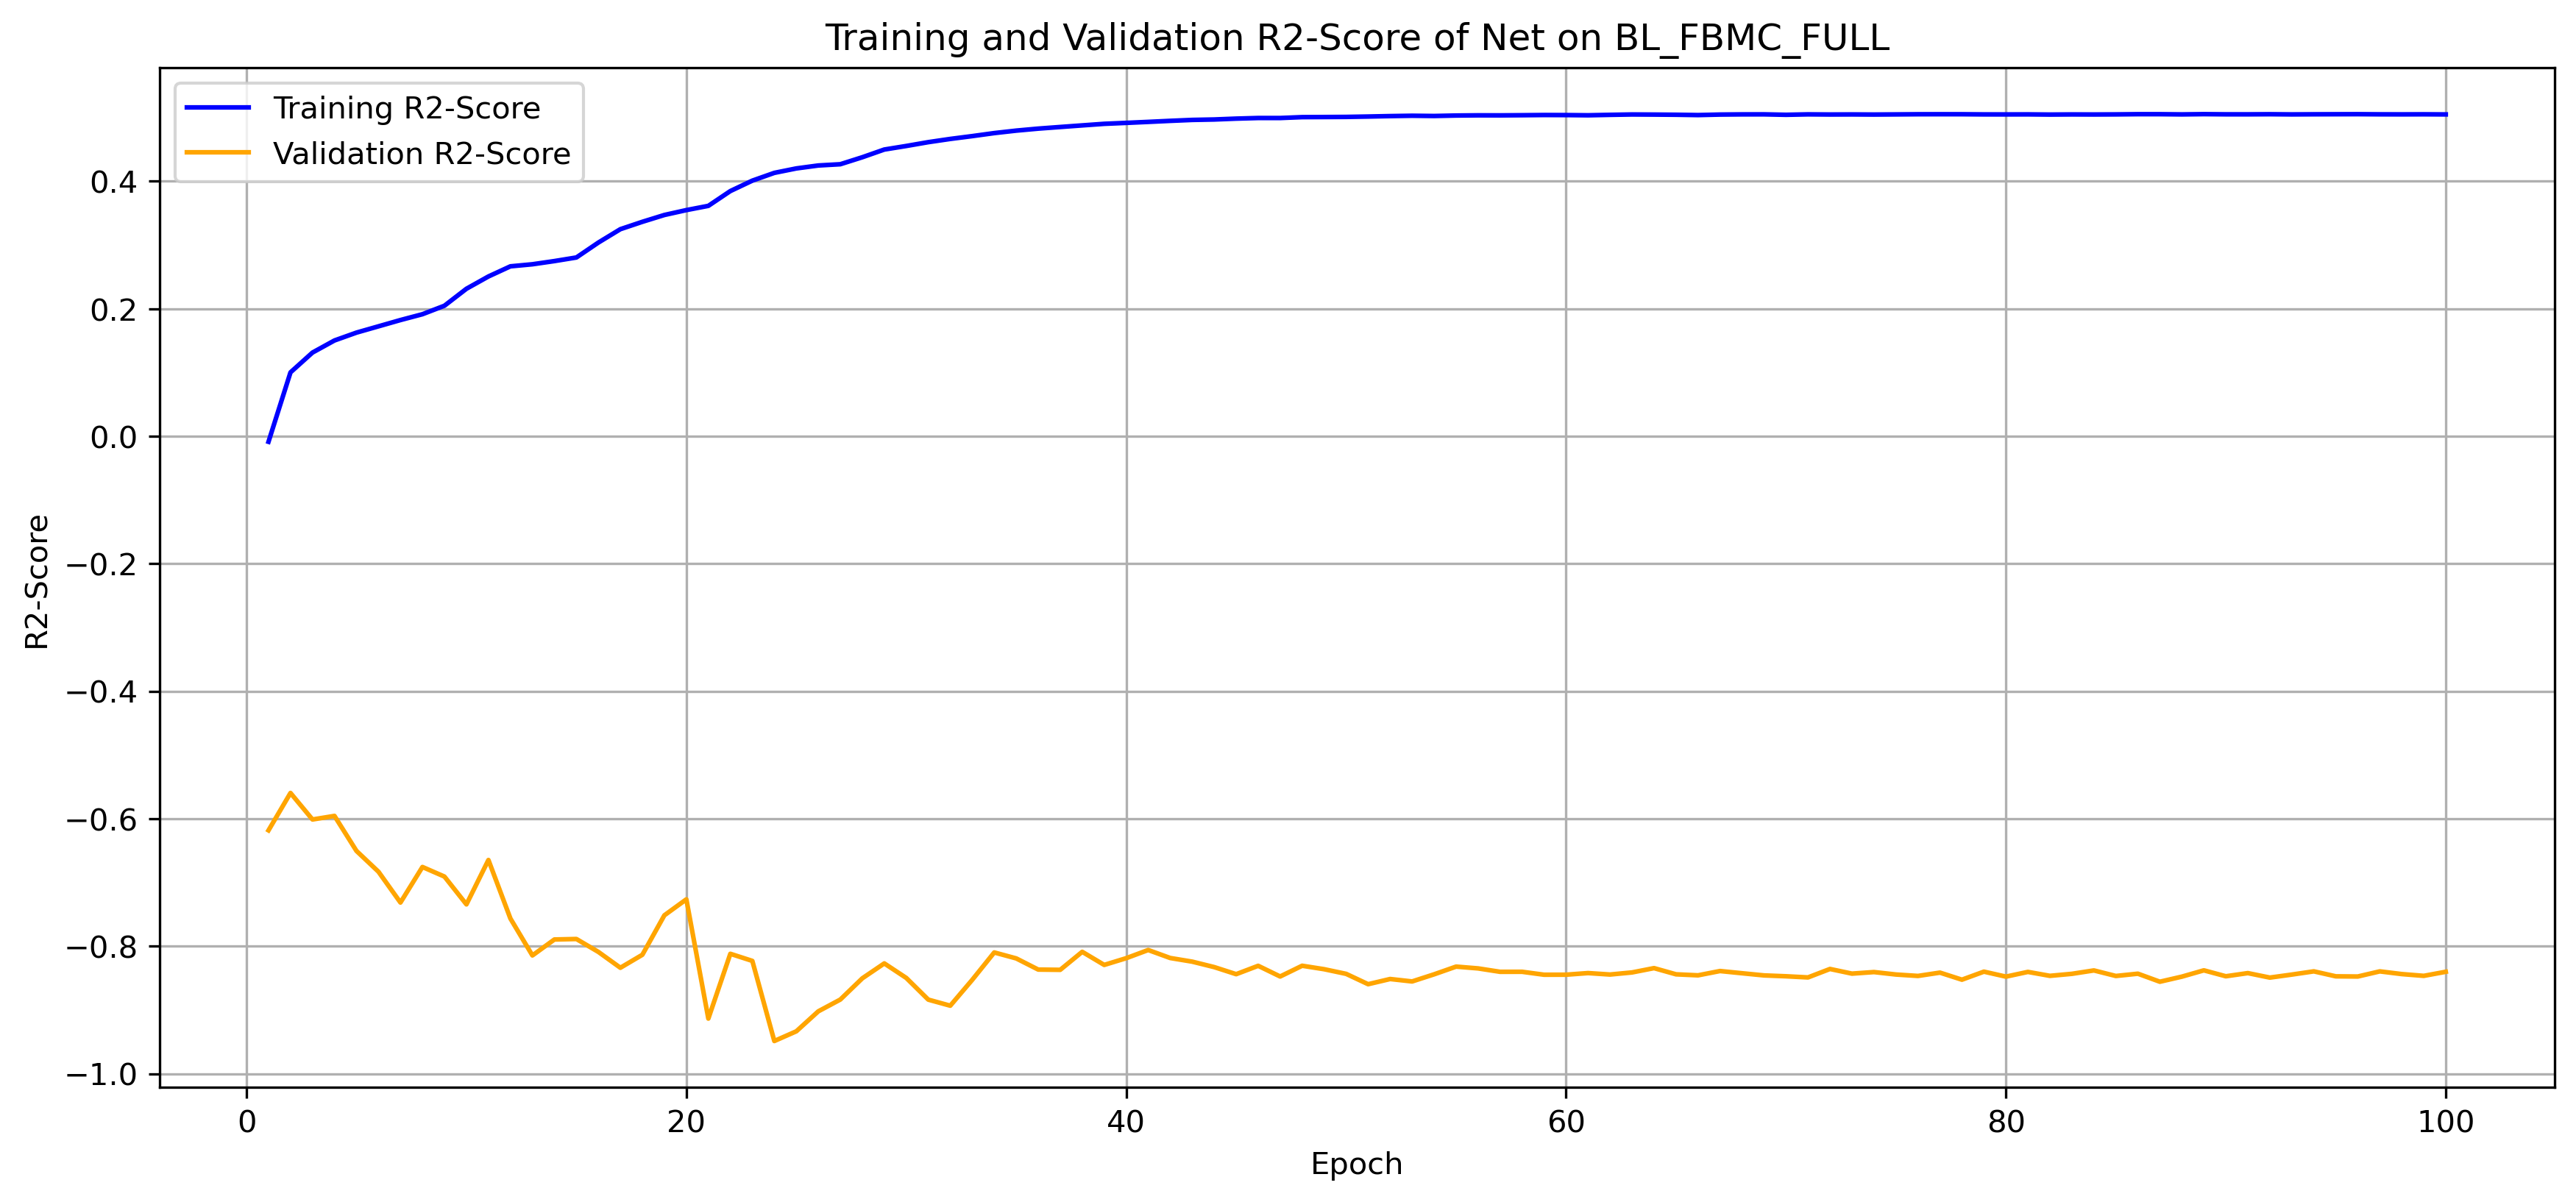 Training and Validation R2-Score of Net on BL_FBMC_FULL
Training R2-Score
Validation R2-Score
R2-Score
0.4
0.2
0.0
−0.2
−0.4
−0.6
−0.8
−1.0
0 20 40 60 80 100
Epoch